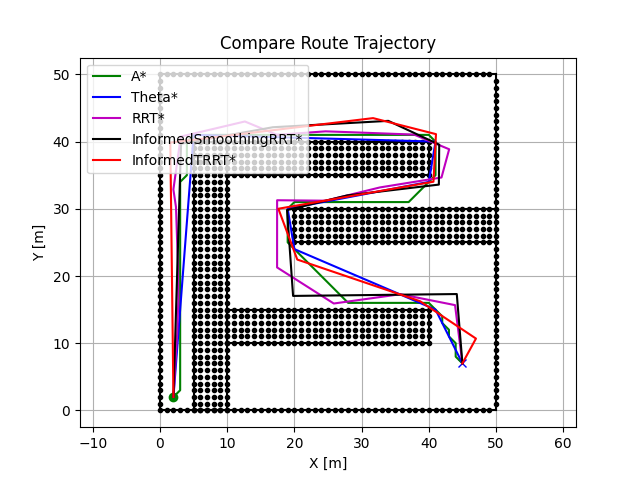 Compare Route Trajectory
A*
Theta*
RRT*
InformedSmoothingRRT*
InformedTRRT*
50
40
30
20
10
0
Y [m]
−10 0 10 20 30 40 50 60
X [m]